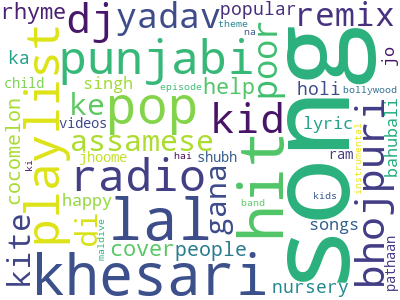 rhyme
dj
yadav
theme
popular
remix
na
ka
punjabi
poor
song
jo
child
singh
episode
help
holi
bollywood
playlist
ke
pop
kid
lyric
cocomelon
videos
assamese
hit
bhojpuri
banubali
jhoome
hai
shubh
ram
instrumental
ki
radio
gana
kite
happy
di
lal
band
kids
maldive
cover
people
songs
pathaan
khesari
nursery